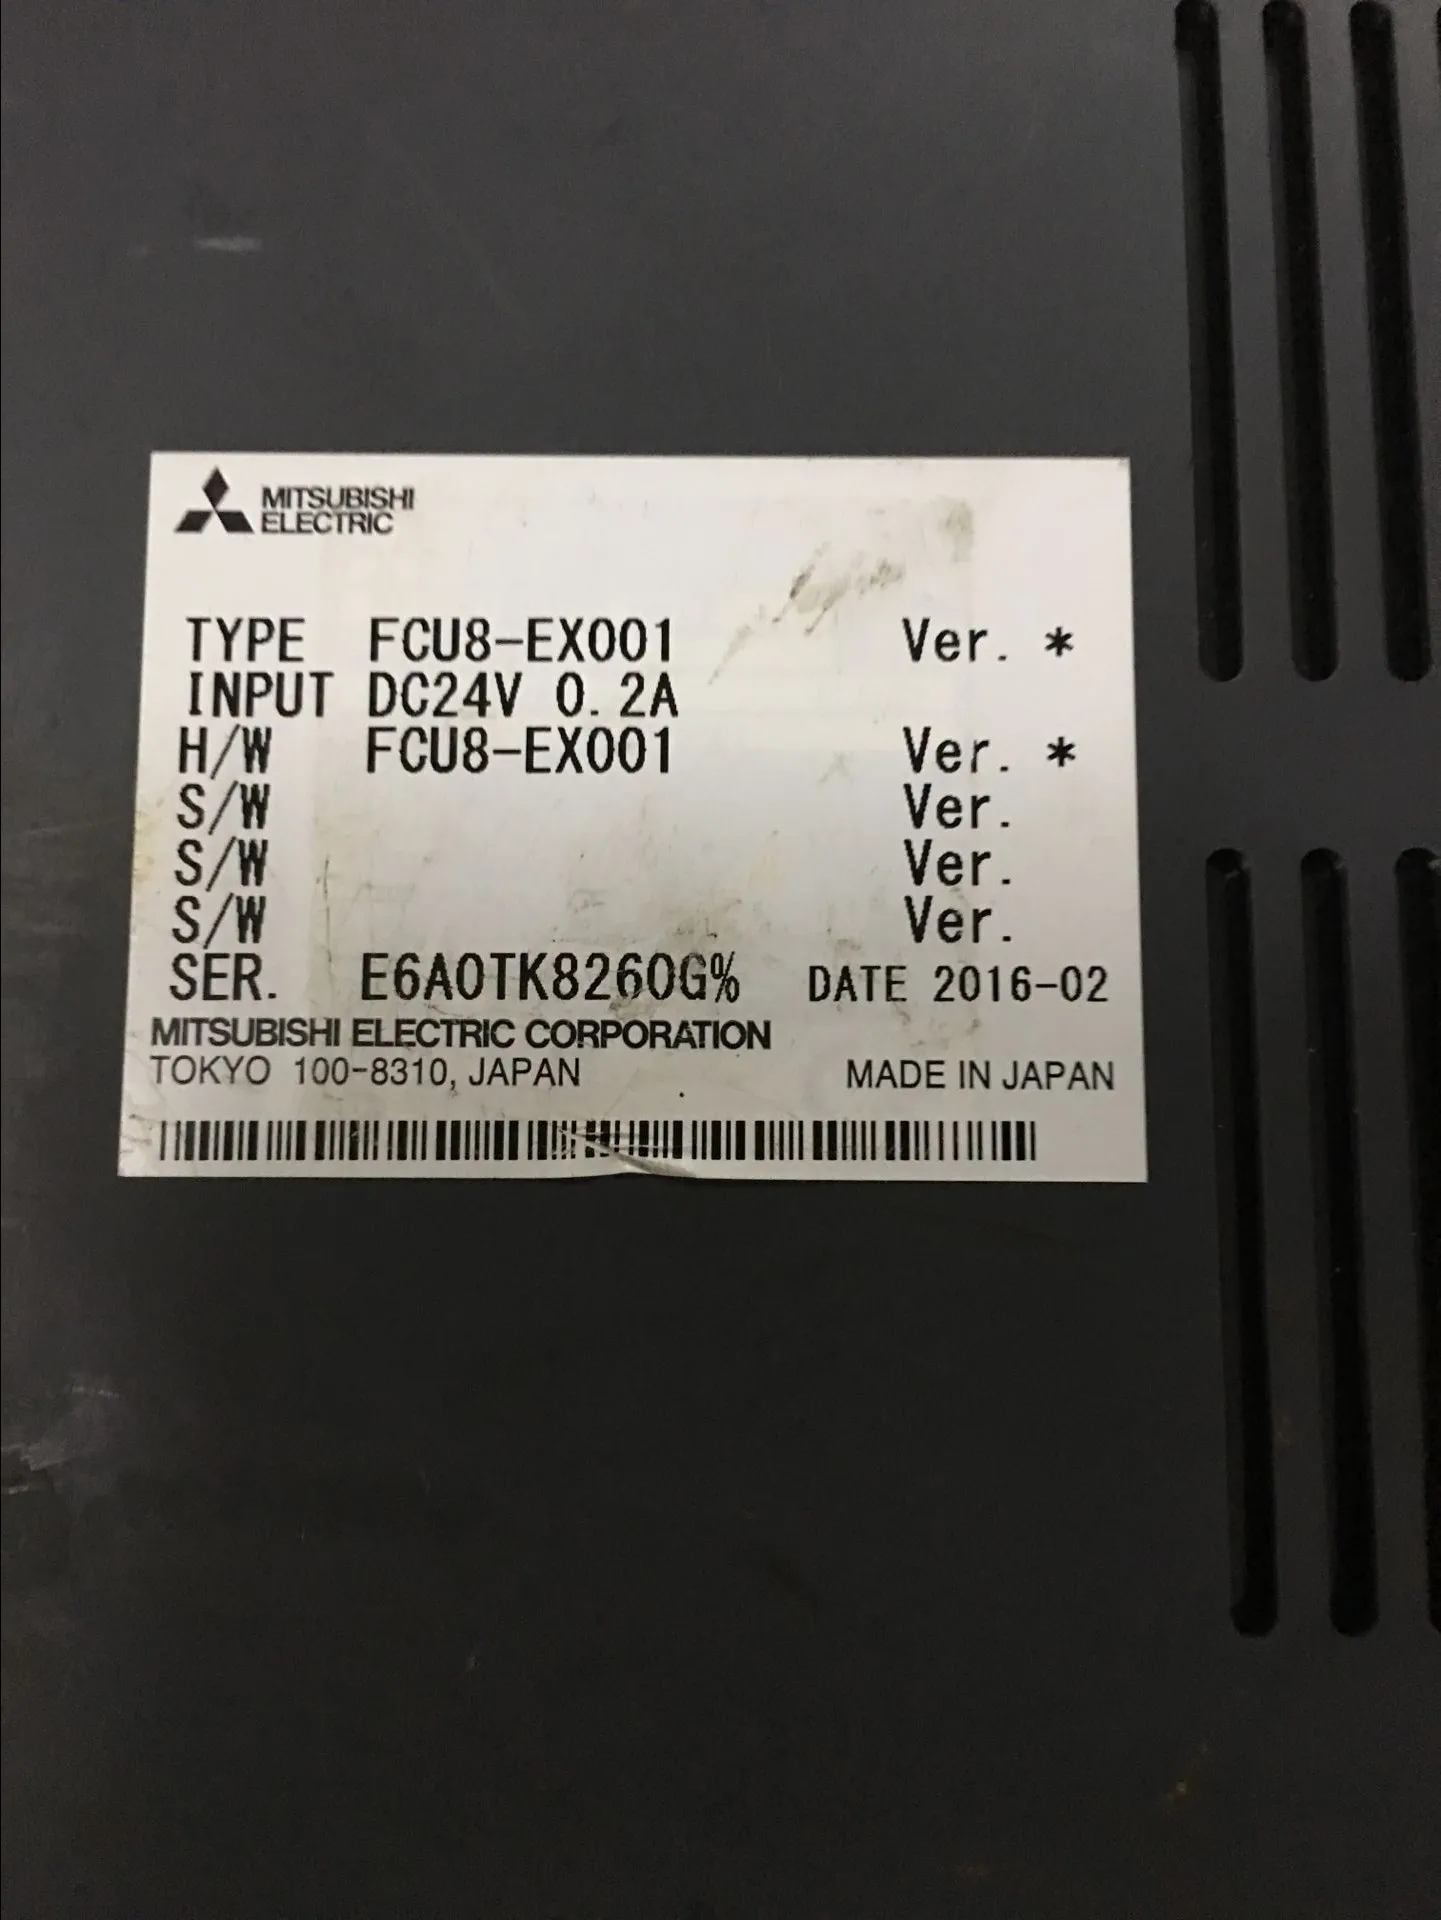 MITSUBISHI
ELECTRIC
TYPE FCU8-EX001 Ver. *
INPUT DC24V 0.2A
H/W FCU8-EX001 Ver. *
S/W Ver.
S/W Ver.
S/W Ver.
SER. E6A0TK8260G% DATE 2016-02
MITSUBISHI ELECTRIC CORPORATION
TOKYO 100-8310, JAPAN MADE IN JAPAN